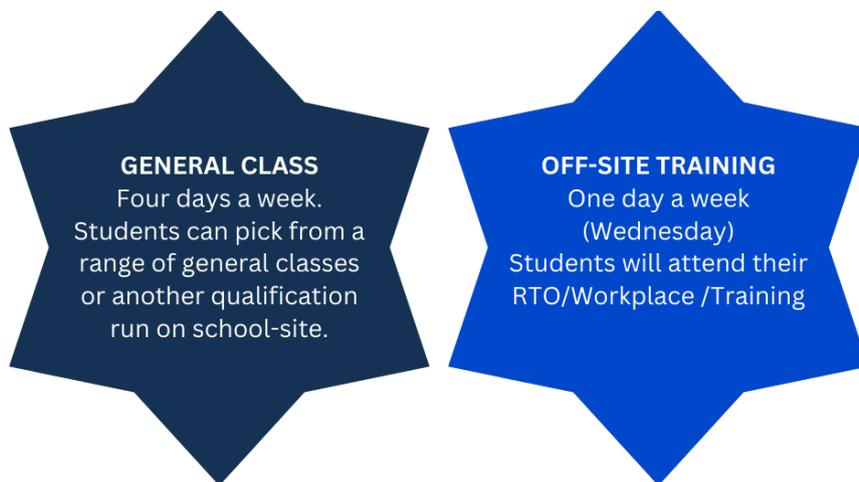 GENERAL CLASS
Four days a week.
Students can pick from a
range of general classes
or another qualification
run on school-site.
OFF-SITE TRAINING
One day a week
(Wednesday)
Students will attend their
RTO/Workplace /Training